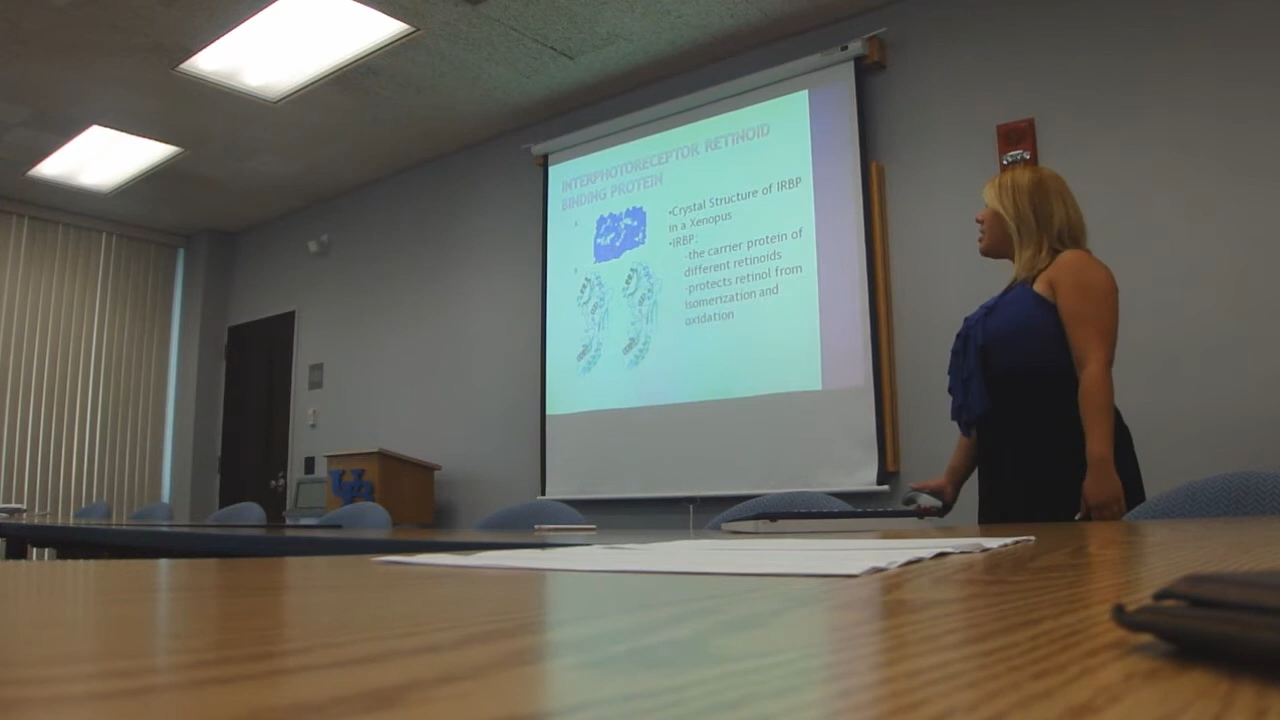 INTERPHOTORECEPTOR RETINOID
BINDING PROTEIN
•Crystal Structure of IRBP
in a Xenopus
•IRBP:
-the carrier protein of
different retinoids
-protects retinol from
isomerization and
oxidation